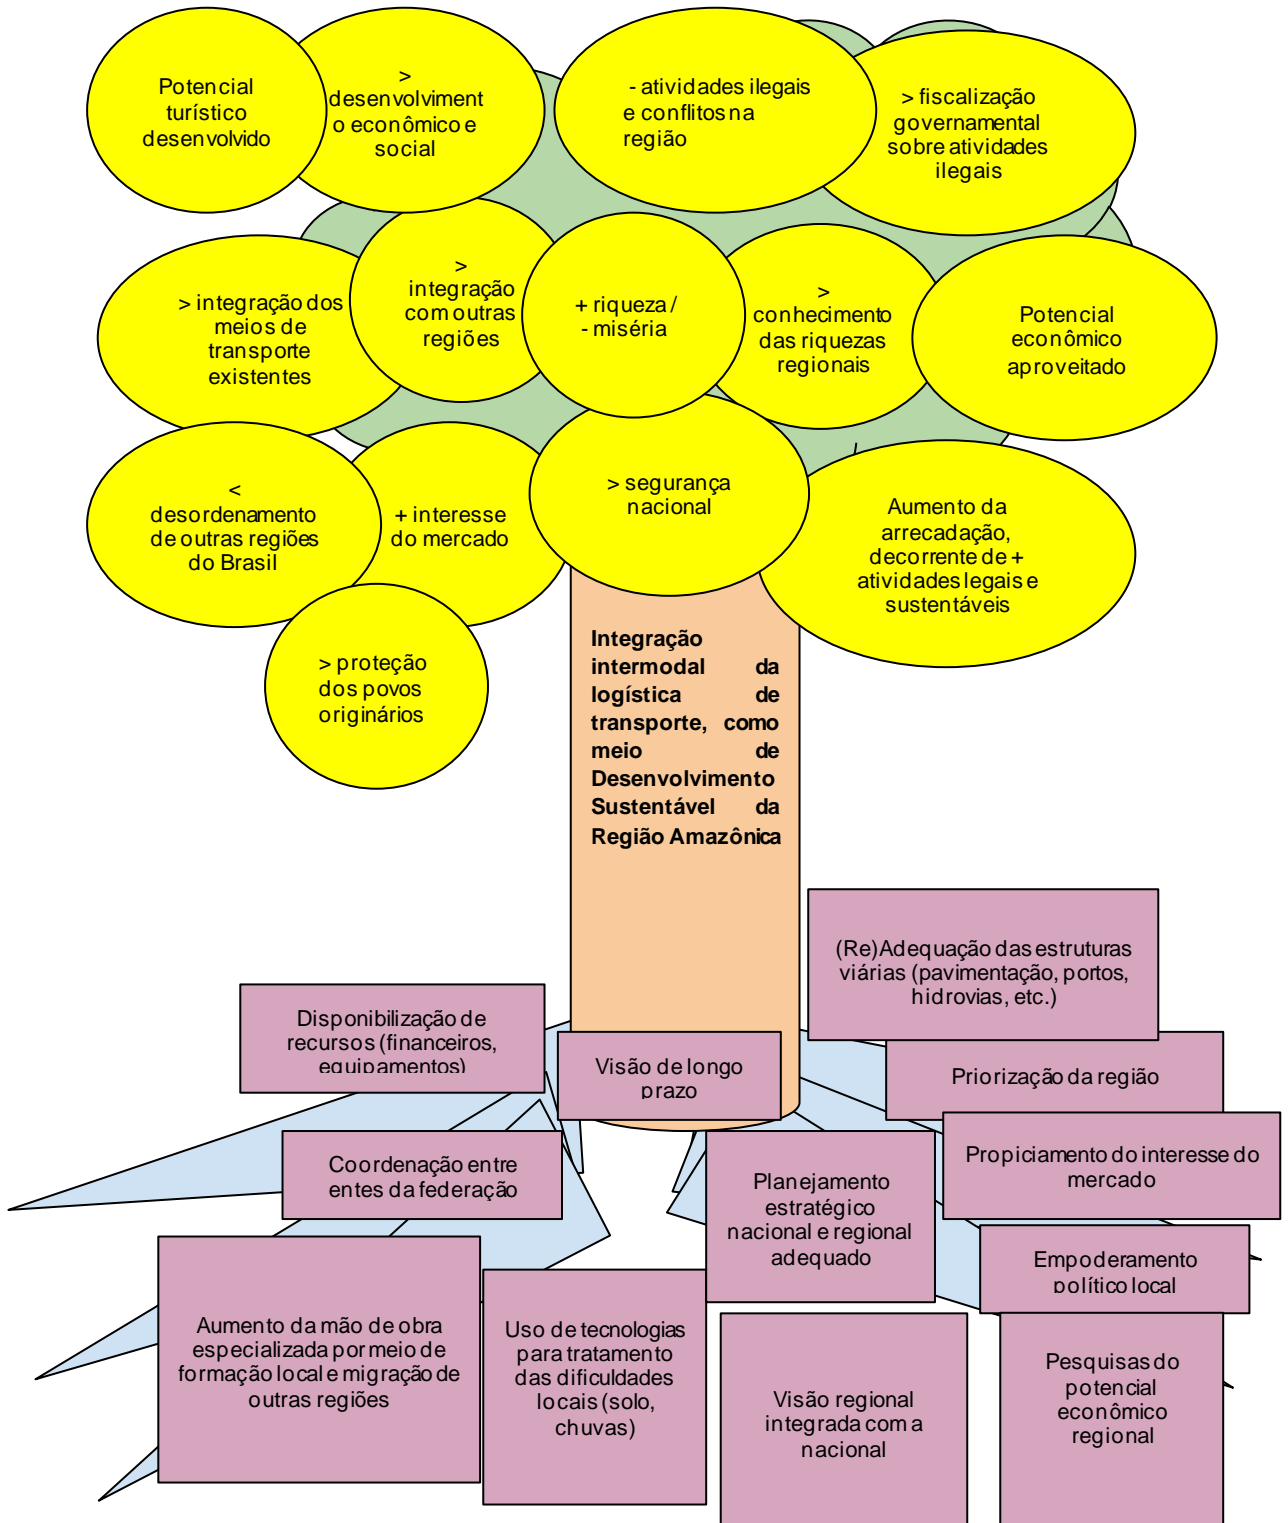 Potencial
turístico
desenvolvido
>
desenvolviment
o econômico e
social
- atividades ilegais
e conflitos na
região
> fiscalização
governamental
sobre atividades
ilegais
> integração dos
meios de
transporte
existentes
>
integração
com outras
regiões
+ riqueza /
- miséria
>
conhecimento
das riquezas
regionais
Potencial
econômico
aproveitado
<
desordenamento
de outras regiões
do Brasil
+ interesse
do mercado
> segurança
nacional
Aumento da
arrecadação,
decorrente de +
atividades legais e
sustentáveis
> proteção
dos povos
originários
Integração
intermodal da
logística de
transporte, como
meio de
Desenvolvimento
Sustentável da
Região Amazônica
(Re)Adequação das estruturas
viárias (pavimentação, portos,
hidrovias, etc.)
Disponibilização de
recursos (financeiros,
equipamentos)
Visão de longo
prazo
Priorização da região
Coordenação entre
entes da federação
Planejamento
estratégico
nacional e regional
adequado
Propiciamento do interesse do
mercado
Empoderamento
político local
Aumento da mão de obra
especializada por meio de
formação local e migração de
outras regiões
Uso de tecnologias
para tratamento
das dificuldades
locais (solo,
chuvas)
Visão regional
integrada com a
nacional
Pesquisas do
potencial
econômico
regional